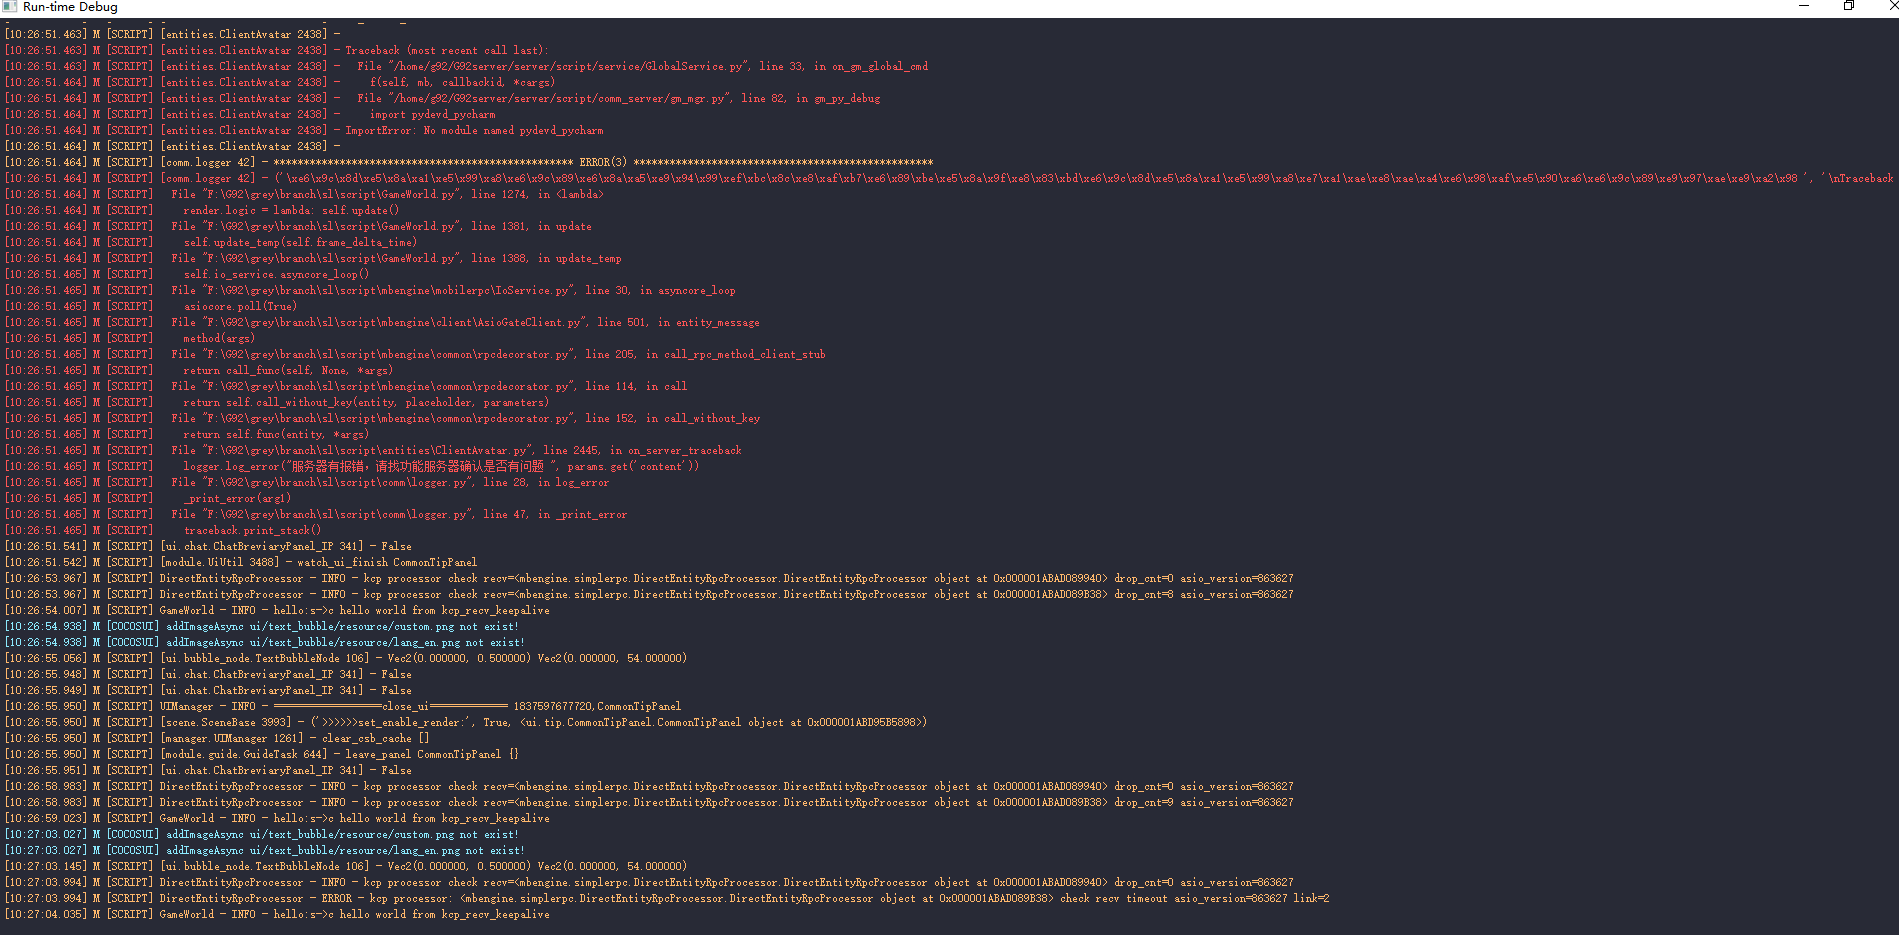 Run-time Debug
[10:26:51.463] M [SCRIPT] [entities.ClientAvatar 2438] -
[10:26:51.463] M [SCRIPT] [entities.ClientAvatar 2438] - Traceback (most recent call last):
[10:26:51.463] M [SCRIPT] [entities.ClientAvatar 2438] -   File "/home/g92/G92server/server/script/service/GlobalService.py", line 33, in on_gm_global_cmd
[10:26:51.464] M [SCRIPT] [entities.ClientAvatar 2438] -     f(self, mb, callbackid, *cargs)
[10:26:51.464] M [SCRIPT] [entities.ClientAvatar 2438] -   File "/home/g92/G92server/server/script/comm_server/gm_mgr.py", line 82, in gm_py_debug
[10:26:51.464] M [SCRIPT] [entities.ClientAvatar 2438] -     import pydevd_pycharm
[10:26:51.464] M [SCRIPT] [entities.ClientAvatar 2438] - ImportError: No module named pydevd_pycharm
[10:26:51.464] M [SCRIPT] [entities.ClientAvatar 2438] -
[10:26:51.464] M [SCRIPT] [comm.logger 42] - ************************************************** ERROR(3) **************************************************
[10:26:51.464] M [SCRIPT] [comm.logger 42] - ('\xe6\x9c\x8d\xe5\x8a\xa1\xe5\x99\xa8\xe6\x9c\x89\xe6\x8a\xa5\xe9\x94\x99\xef\xbc\x8c\xe8\xaf\xb7\xe6\x89\xbe\xe5\x8a\x9f\xe8\x83\xbd\xe6\x9c\x8d\xe5\x8a\xa1\xe5\x99\xa8\xe7\xa1\xae\xe8\xae\xa4\xe6\x98\xaf\xe5\x90\xa6\xe6\x9c\x89\xe9\x97\xae\xe9\xa2\x98 ', '\nTraceback
[10:26:51.464] M [SCRIPT]   File "F:\G92\grey\branch\sl\script\GameWorld.py", line 1274, in <lambda>
[10:26:51.464] M [SCRIPT]     render.logic = lambda: self.update()
[10:26:51.464] M [SCRIPT]   File "F:\G92\grey\branch\sl\script\GameWorld.py", line 1381, in update
[10:26:51.464] M [SCRIPT]     self.update_temp(self.frame_delta_time)
[10:26:51.464] M [SCRIPT]   File "F:\G92\grey\branch\sl\script\GameWorld.py", line 1388, in update_temp
[10:26:51.465] M [SCRIPT]     self.io_service.asyncore_loop()
[10:26:51.465] M [SCRIPT]   File "F:\G92\grey\branch\sl\script\mbengine\mobilerpc\IoService.py", line 30, in asyncore_loop
[10:26:51.465] M [SCRIPT]     asiocore.poll(True)
[10:26:51.465] M [SCRIPT]   File "F:\G92\grey\branch\sl\script\mbengine\client\AsioGateClient.py", line 501, in entity_message
[10:26:51.465] M [SCRIPT]     method(args)
[10:26:51.465] M [SCRIPT]   File "F:\G92\grey\branch\sl\script\mbengine\common\rpcdecorator.py", line 205, in call_rpc_method_client_stub
[10:26:51.465] M [SCRIPT]     return call_func(self, None, *args)
[10:26:51.465] M [SCRIPT]   File "F:\G92\grey\branch\sl\script\mbengine\common\rpcdecorator.py", line 114, in call
[10:26:51.465] M [SCRIPT]     return self.call_without_key(entity, placeholder, parameters)
[10:26:51.465] M [SCRIPT]   File "F:\G92\grey\branch\sl\script\mbengine\common\rpcdecorator.py", line 152, in call_without_key
[10:26:51.465] M [SCRIPT]     return self.func(entity, *args)
[10:26:51.465] M [SCRIPT]   File "F:\G92\grey\branch\sl\script\entities\ClientAvatar.py", line 2445, in on_server_traceback
[10:26:51.465] M [SCRIPT]     logger.log_error("服务器有报错，请找功能服务器确认是否有问题 ", params.get('content'))
[10:26:51.465] M [SCRIPT]   File "F:\G92\grey\branch\sl\script\comm\logger.py", line 28, in log_error
[10:26:51.465] M [SCRIPT]     _print_error(arg1)
[10:26:51.465] M [SCRIPT]   File "F:\G92\grey\branch\sl\script\comm\logger.py", line 47, in _print_error
[10:26:51.465] M [SCRIPT]     traceback.print_stack()
[10:26:51.541] M [SCRIPT] [ui.chat.ChatBreviaryPanel_IP 341] - False
[10:26:51.542] M [SCRIPT] [module.UiUtil 3488] - watch_ui_finish CommonTipPanel
[10:26:53.967] M [SCRIPT] DirectEntityRpcProcessor - INFO - kcp processor check recv=<mbengine.simplerpc.DirectEntityRpcProcessor.DirectEntityRpcProcessor object at 0x000001ABAD089940> drop_cnt=0 asio_version=863627
[10:26:53.967] M [SCRIPT] DirectEntityRpcProcessor - INFO - kcp processor check recv=<mbengine.simplerpc.DirectEntityRpcProcessor.DirectEntityRpcProcessor object at 0x000001ABAD089B38> drop_cnt=8 asio_version=863627
[10:26:54.007] M [SCRIPT] GameWorld - INFO - hello:s->c hello world from kcp_recv_keepalive
[10:26:54.938] M [COCOSUI] addImageAsync ui/text_bubble/resource/custom.png not exist!
[10:26:54.938] M [COCOSUI] addImageAsync ui/text_bubble/resource/lang_en.png not exist!
[10:26:55.056] M [SCRIPT] [ui.bubble_node.TextBubbleNode 106] - Vec2(0.000000, 0.500000) Vec2(0.000000, 54.000000)
[10:26:55.948] M [SCRIPT] [ui.chat.ChatBreviaryPanel_IP 341] - False
[10:26:55.949] M [SCRIPT] [ui.chat.ChatBreviaryPanel_IP 341] - False
[10:26:55.950] M [SCRIPT] UIManager - INFO - ==================close_ui============= 1837597677720,CommonTipPanel
[10:26:55.950] M [SCRIPT] [scene.SceneBase 3993] - ('>>>>>>set_enable_render:', True, <ui.tip.CommonTipPanel.CommonTipPanel object at 0x000001ABD95B5898>)
[10:26:55.950] M [SCRIPT] [manager.UIManager 1261] - clear_csb_cache []
[10:26:55.950] M [SCRIPT] [module.guide.GuideTask 644] - leave_panel CommonTipPanel {}
[10:26:55.951] M [SCRIPT] [ui.chat.ChatBreviaryPanel_IP 341] - False
[10:26:58.983] M [SCRIPT] DirectEntityRpcProcessor - INFO - kcp processor check recv=<mbengine.simplerpc.DirectEntityRpcProcessor.DirectEntityRpcProcessor object at 0x000001ABAD089940> drop_cnt=0 asio_version=863627
[10:26:58.983] M [SCRIPT] DirectEntityRpcProcessor - INFO - kcp processor check recv=<mbengine.simplerpc.DirectEntityRpcProcessor.DirectEntityRpcProcessor object at 0x000001ABAD089B38> drop_cnt=9 asio_version=863627
[10:26:59.023] M [SCRIPT] GameWorld - INFO - hello:s->c hello world from kcp_recv_keepalive
[10:27:03.027] M [COCOSUI] addImageAsync ui/text_bubble/resource/custom.png not exist!
[10:27:03.027] M [COCOSUI] addImageAsync ui/text_bubble/resource/lang_en.png not exist!
[10:27:03.145] M [SCRIPT] [ui.bubble_node.TextBubbleNode 106] - Vec2(0.000000, 0.500000) Vec2(0.000000, 54.000000)
[10:27:03.994] M [SCRIPT] DirectEntityRpcProcessor - INFO - kcp processor check recv=<mbengine.simplerpc.DirectEntityRpcProcessor.DirectEntityRpcProcessor object at 0x000001ABAD089940> drop_cnt=0 asio_version=863627
[10:27:03.994] M [SCRIPT] DirectEntityRpcProcessor - ERROR - kcp processor: <mbengine.simplerpc.DirectEntityRpcProcessor.DirectEntityRpcProcessor object at 0x000001ABAD089B38> check recv timeout asio_version=863627 link=2
[10:27:04.035] M [SCRIPT] GameWorld - INFO - hello:s->c hello world from kcp_recv_keepalive